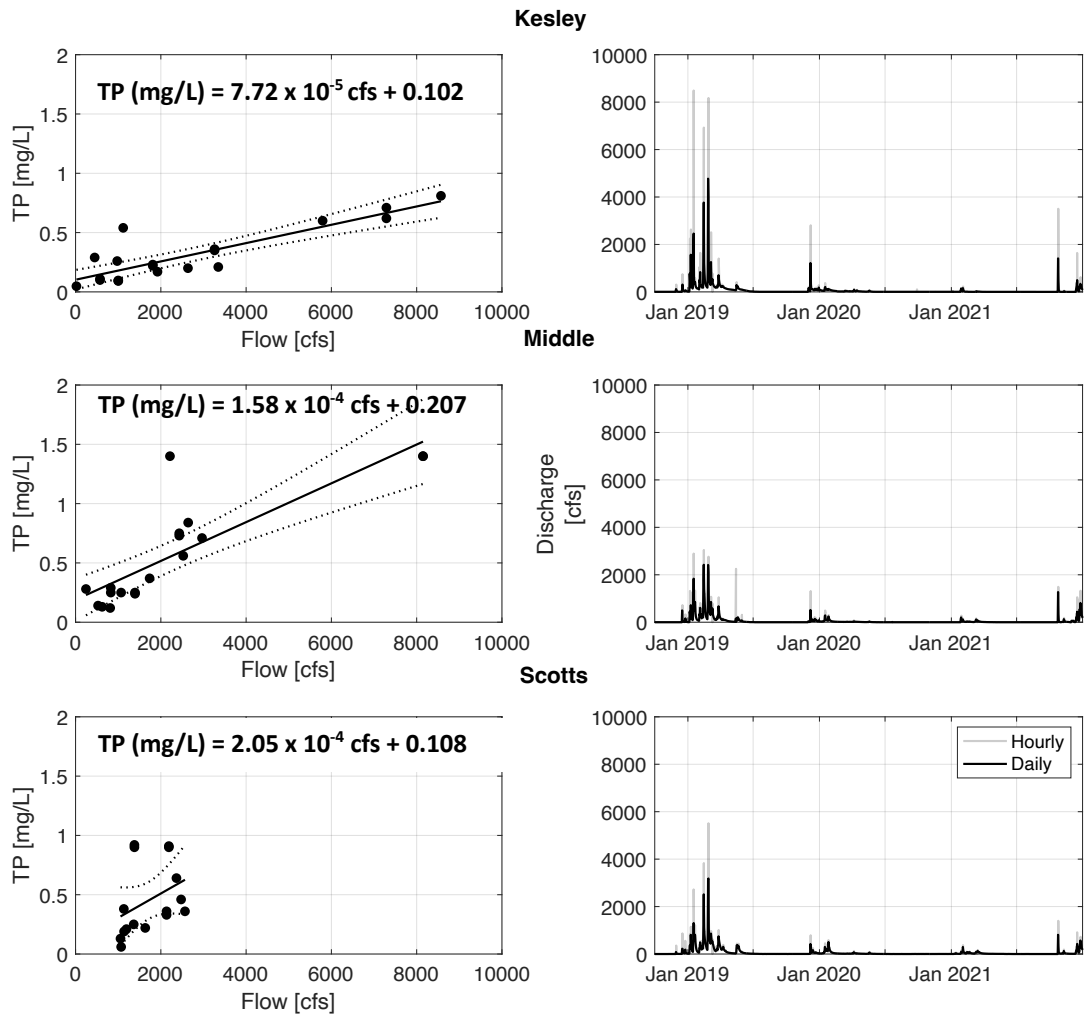 Kesley
2
1.5
1
0.5
0
TP [mg/L]
TP (mg/L) = 7.72 x 10⁻⁵ cfs + 0.102
0 2000 4000 6000 8000 10000
Flow [cfs]
10000
8000
6000
4000
2000
0
Jan 2019 Jan 2020 Jan 2021
Middle
2
1.5
1
0.5
0
TP [mg/L]
TP (mg/L) = 1.58 x 10⁻⁴ cfs + 0.207
0 2000 4000 6000 8000 10000
Flow [cfs]
Discharge
[cfs]
10000
8000
6000
4000
2000
0
Jan 2019 Jan 2020 Jan 2021
Scotts
2
1.5
1
0.5
0
TP [mg/L]
TP (mg/L) = 2.05 x 10⁻⁴ cfs + 0.108
0 2000 4000 6000 8000 10000
Flow [cfs]
10000
8000
6000
4000
2000
0
Hourly
Daily
Jan 2019 Jan 2020 Jan 2021